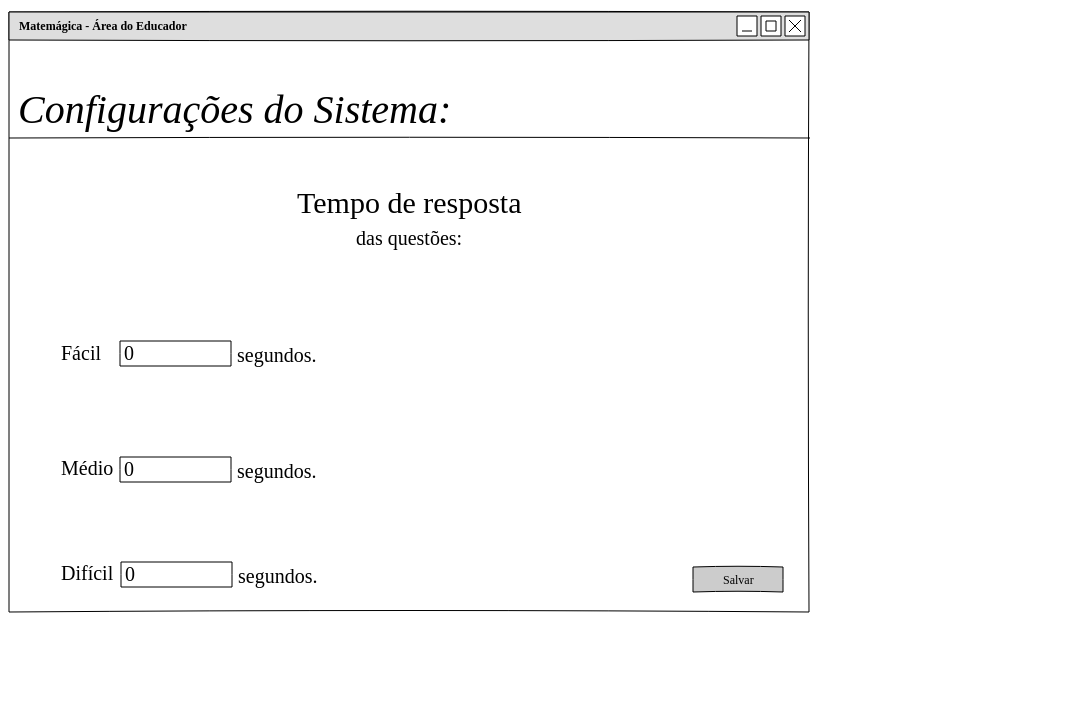 Matemágica - Área do Educador
Configurações do Sistema:
Tempo de resposta
das questões:
Fácil 0 segundos.
Médio 0 segundos.
Difícil 0 segundos.
Salvar